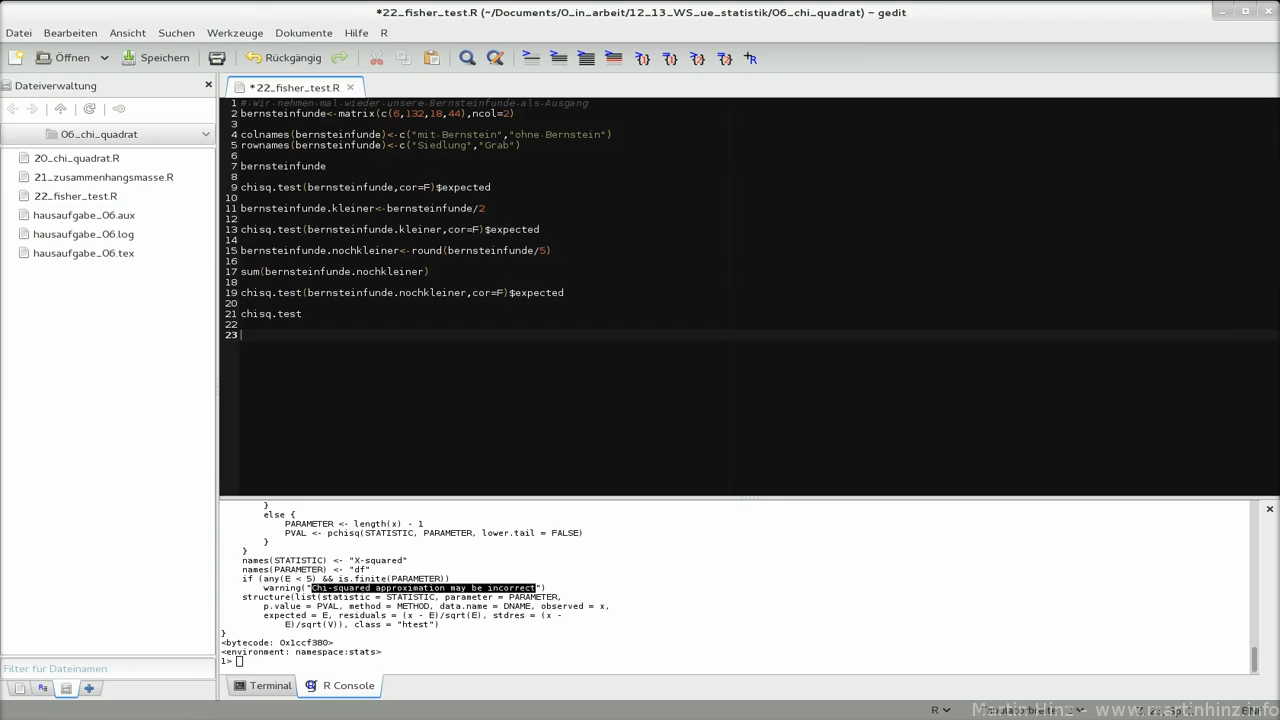 *22_fisher_test.R (~/Documents/0_in_arbeit/12_13_WS_ue_statistik/06_chi_quadrat) – gedit
Datei Bearbeiten Ansicht Suchen Werkzeuge Dokumente Hilfe R
Öffnen Speichern Rückgängig
Dateiverwaltung
*22_fisher_test.R
06_chi_quadrat
20_chi_quadrat.R
21_zusammenhangsmasse.R
22_fisher_test.R
hausaufgabe_06.aux
hausaufgabe_06.log
hausaufgabe_06.tex
Filter für Dateinamen
1 # Wir nehmen mal wieder unsere Bernsteinfunde als Ausgang
2 bernsteinfunde<-matrix(c(6,132,18,44),ncol=2)
3
4 colnames(bernsteinfunde)<-c("mit Bernstein","ohne Bernstein")
5 rownames(bernsteinfunde)<-c("Siedlung","Grab")
6
7 bernsteinfunde
8
9 chisq.test(bernsteinfunde,cor=F)$expected
10
11 bernsteinfunde.kleiner<-bernsteinfunde/2
12
13 chisq.test(bernsteinfunde.kleiner,cor=F)$expected
14
15 bernsteinfunde.nochkleiner<-round(bernsteinfunde/5)
16
17 sum(bernsteinfunde.nochkleiner)
18
19 chisq.test(bernsteinfunde.nochkleiner,cor=F)$expected
20
21 chisq.test
22
23
}
else {
PARAMETER <- length(x) - 1
PVAL <- pchisq(STATISTIC, PARAMETER, lower.tail = FALSE)
}
}
names(STATISTIC) <- "X-squared"
names(PARAMETER) <- "df"
if (any(E < 5) && is.finite(PARAMETER))
warning("Chi-squared approximation may be incorrect")
structure(list(statistic = STATISTIC, parameter = PARAMETER,
p.value = PVAL, method = METHOD, data.name = DNAME, observed = x,
expected = E, residuals = (x - E)/sqrt(E), stdres = (x -
E)/sqrt(V)), class = "htest")
}
<bytecode: 0x1ccf380>
<environment: namespace:stats>
1>
Terminal R Console
R
Martin Hinz - www.martinhinz.info